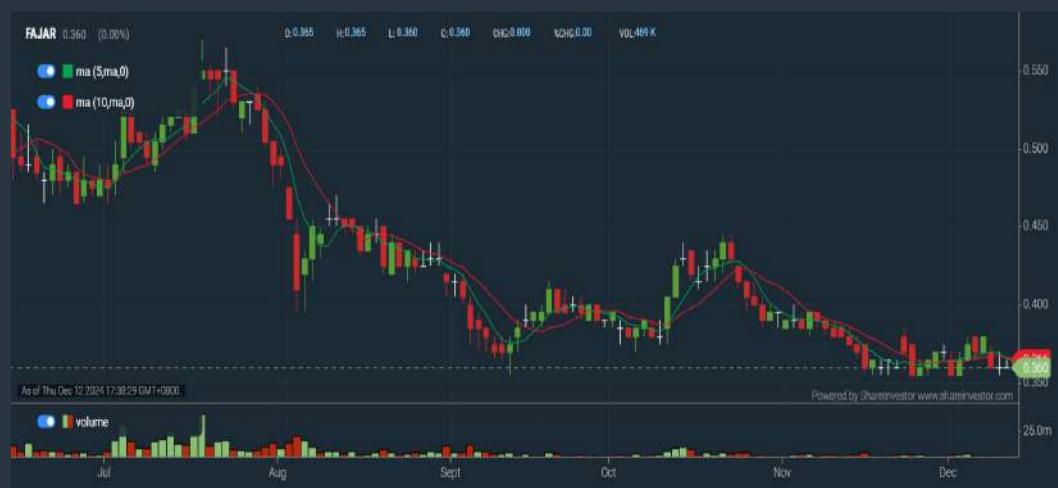 FAJAR 0.360 (0.00%) O: 0.365 H: 0.365 L: 0.360 C: 0.360 CHG: 0.000 %CHG: 0.00 VOL: 469 K
ma (5,ma,0)
ma (10,ma,0)
0.550
0.500
0.450
0.400
0.360
0.350
As of Thu Dec 12 2024 17:38:29 GMT+0800
Powered by ShareInvestor www.shareinvestor.com
volume
25.0m
Jul Aug Sept Oct Nov Dec